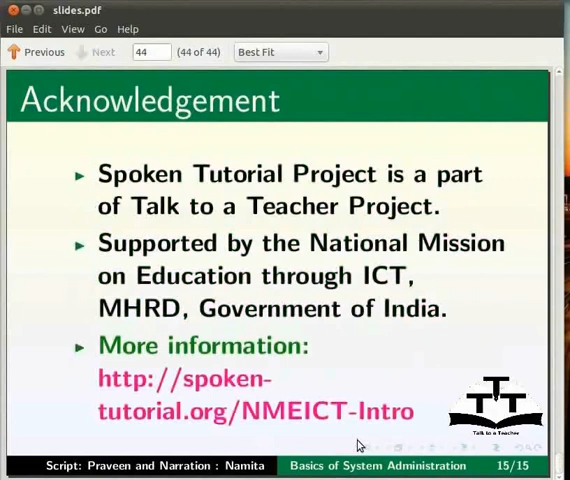 slides.pdf
File Edit View Go Help
Previous Next 44 (44 of 44) Best Fit
Acknowledgement
Spoken Tutorial Project is a part
of Talk to a Teacher Project.
Supported by the National Mission
on Education through ICT,
MHRD, Government of India.
More information:
http://spoken-
tutorial.org/NMEICT-Intro
TTT
Talk to a Teacher
Script: Praveen and Narration : Namita Basics of System Administration 15/15